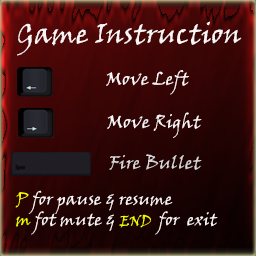 Game Instruction
← Move Left
→ Move Right
Fire Bullet
P for pause & resume
m fot mute & END for exit